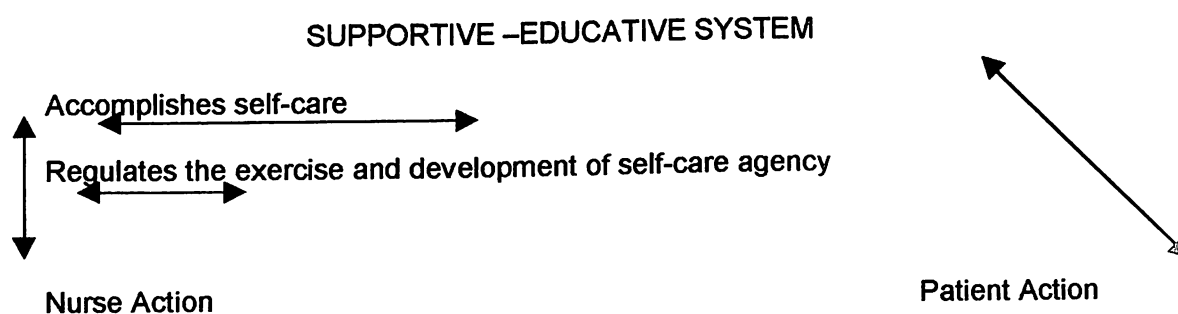 SUPPORTIVE –EDUCATIVE SYSTEM
Accomplishes self-care
Regulates the exercise and development of self-care agency
Nurse Action
Patient Action